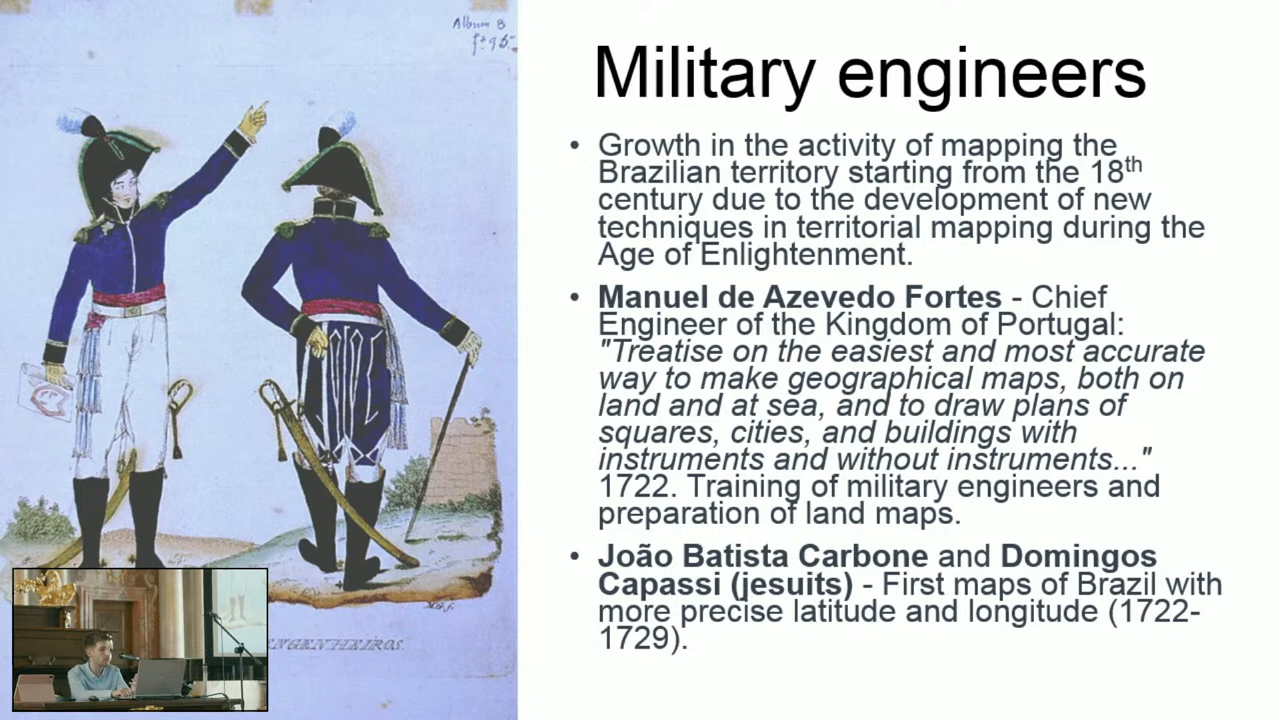 Album B
fº 95
Military engineers
• Growth in the activity of mapping the
Brazilian territory starting from the 18th
century due to the development of new
techniques in territorial mapping during the
Age of Enlightenment.
• Manuel de Azevedo Fortes - Chief
Engineer of the Kingdom of Portugal:
"Treatise on the easiest and most accurate
way to make geographical maps, both on
land and at sea, and to draw plans of
squares, cities, and buildings with
instruments and without instruments..."
1722. Training of military engineers and
preparation of land maps.
• João Batista Carbone and Domingos
Capassi (jesuits) - First maps of Brazil with
more precise latitude and longitude (1722-
1729).
ENGENHEIROS.